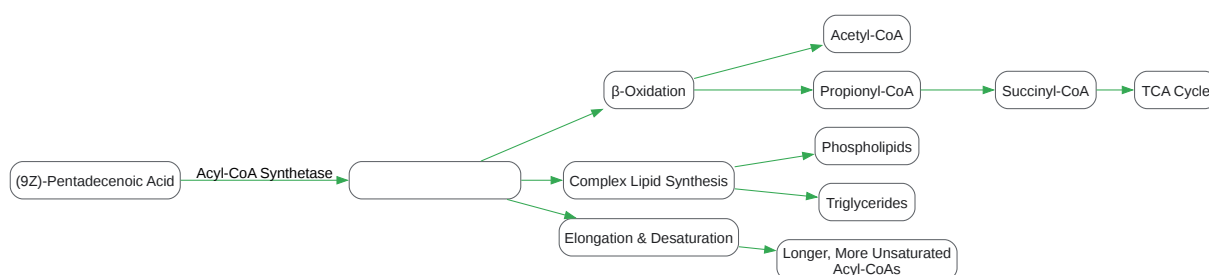 Acetyl-CoA
β-Oxidation
Propionyl-CoA
Succinyl-CoA
TCA Cycle
Phospholipids
(9Z)-Pentadecenoic Acid
Acyl-CoA Synthetase
Complex Lipid Synthesis
Triglycerides
Elongation & Desaturation
Longer, More Unsaturated
Acyl-CoAs